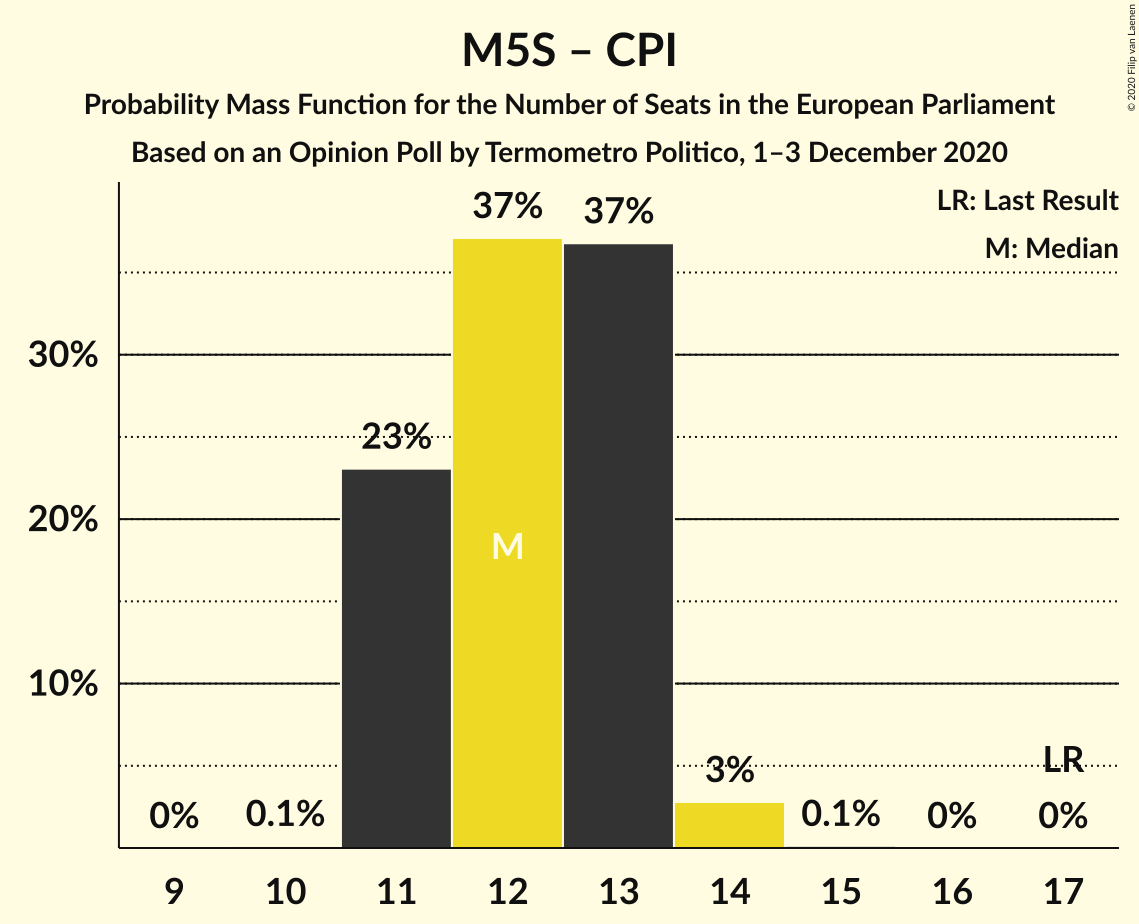 M5S – CPI
Probability Mass Function for the Number of Seats in the European Parliament
Based on an Opinion Poll by Termometro Politico, 1–3 December 2020
© 2020 Filip van Laenen
LR: Last Result
M: Median
37%
37%
30%
23%
20%
M
10%
3%
LR
0%
0.1%
0.1%
0%
0%
9 10 11 12 13 14 15 16 17